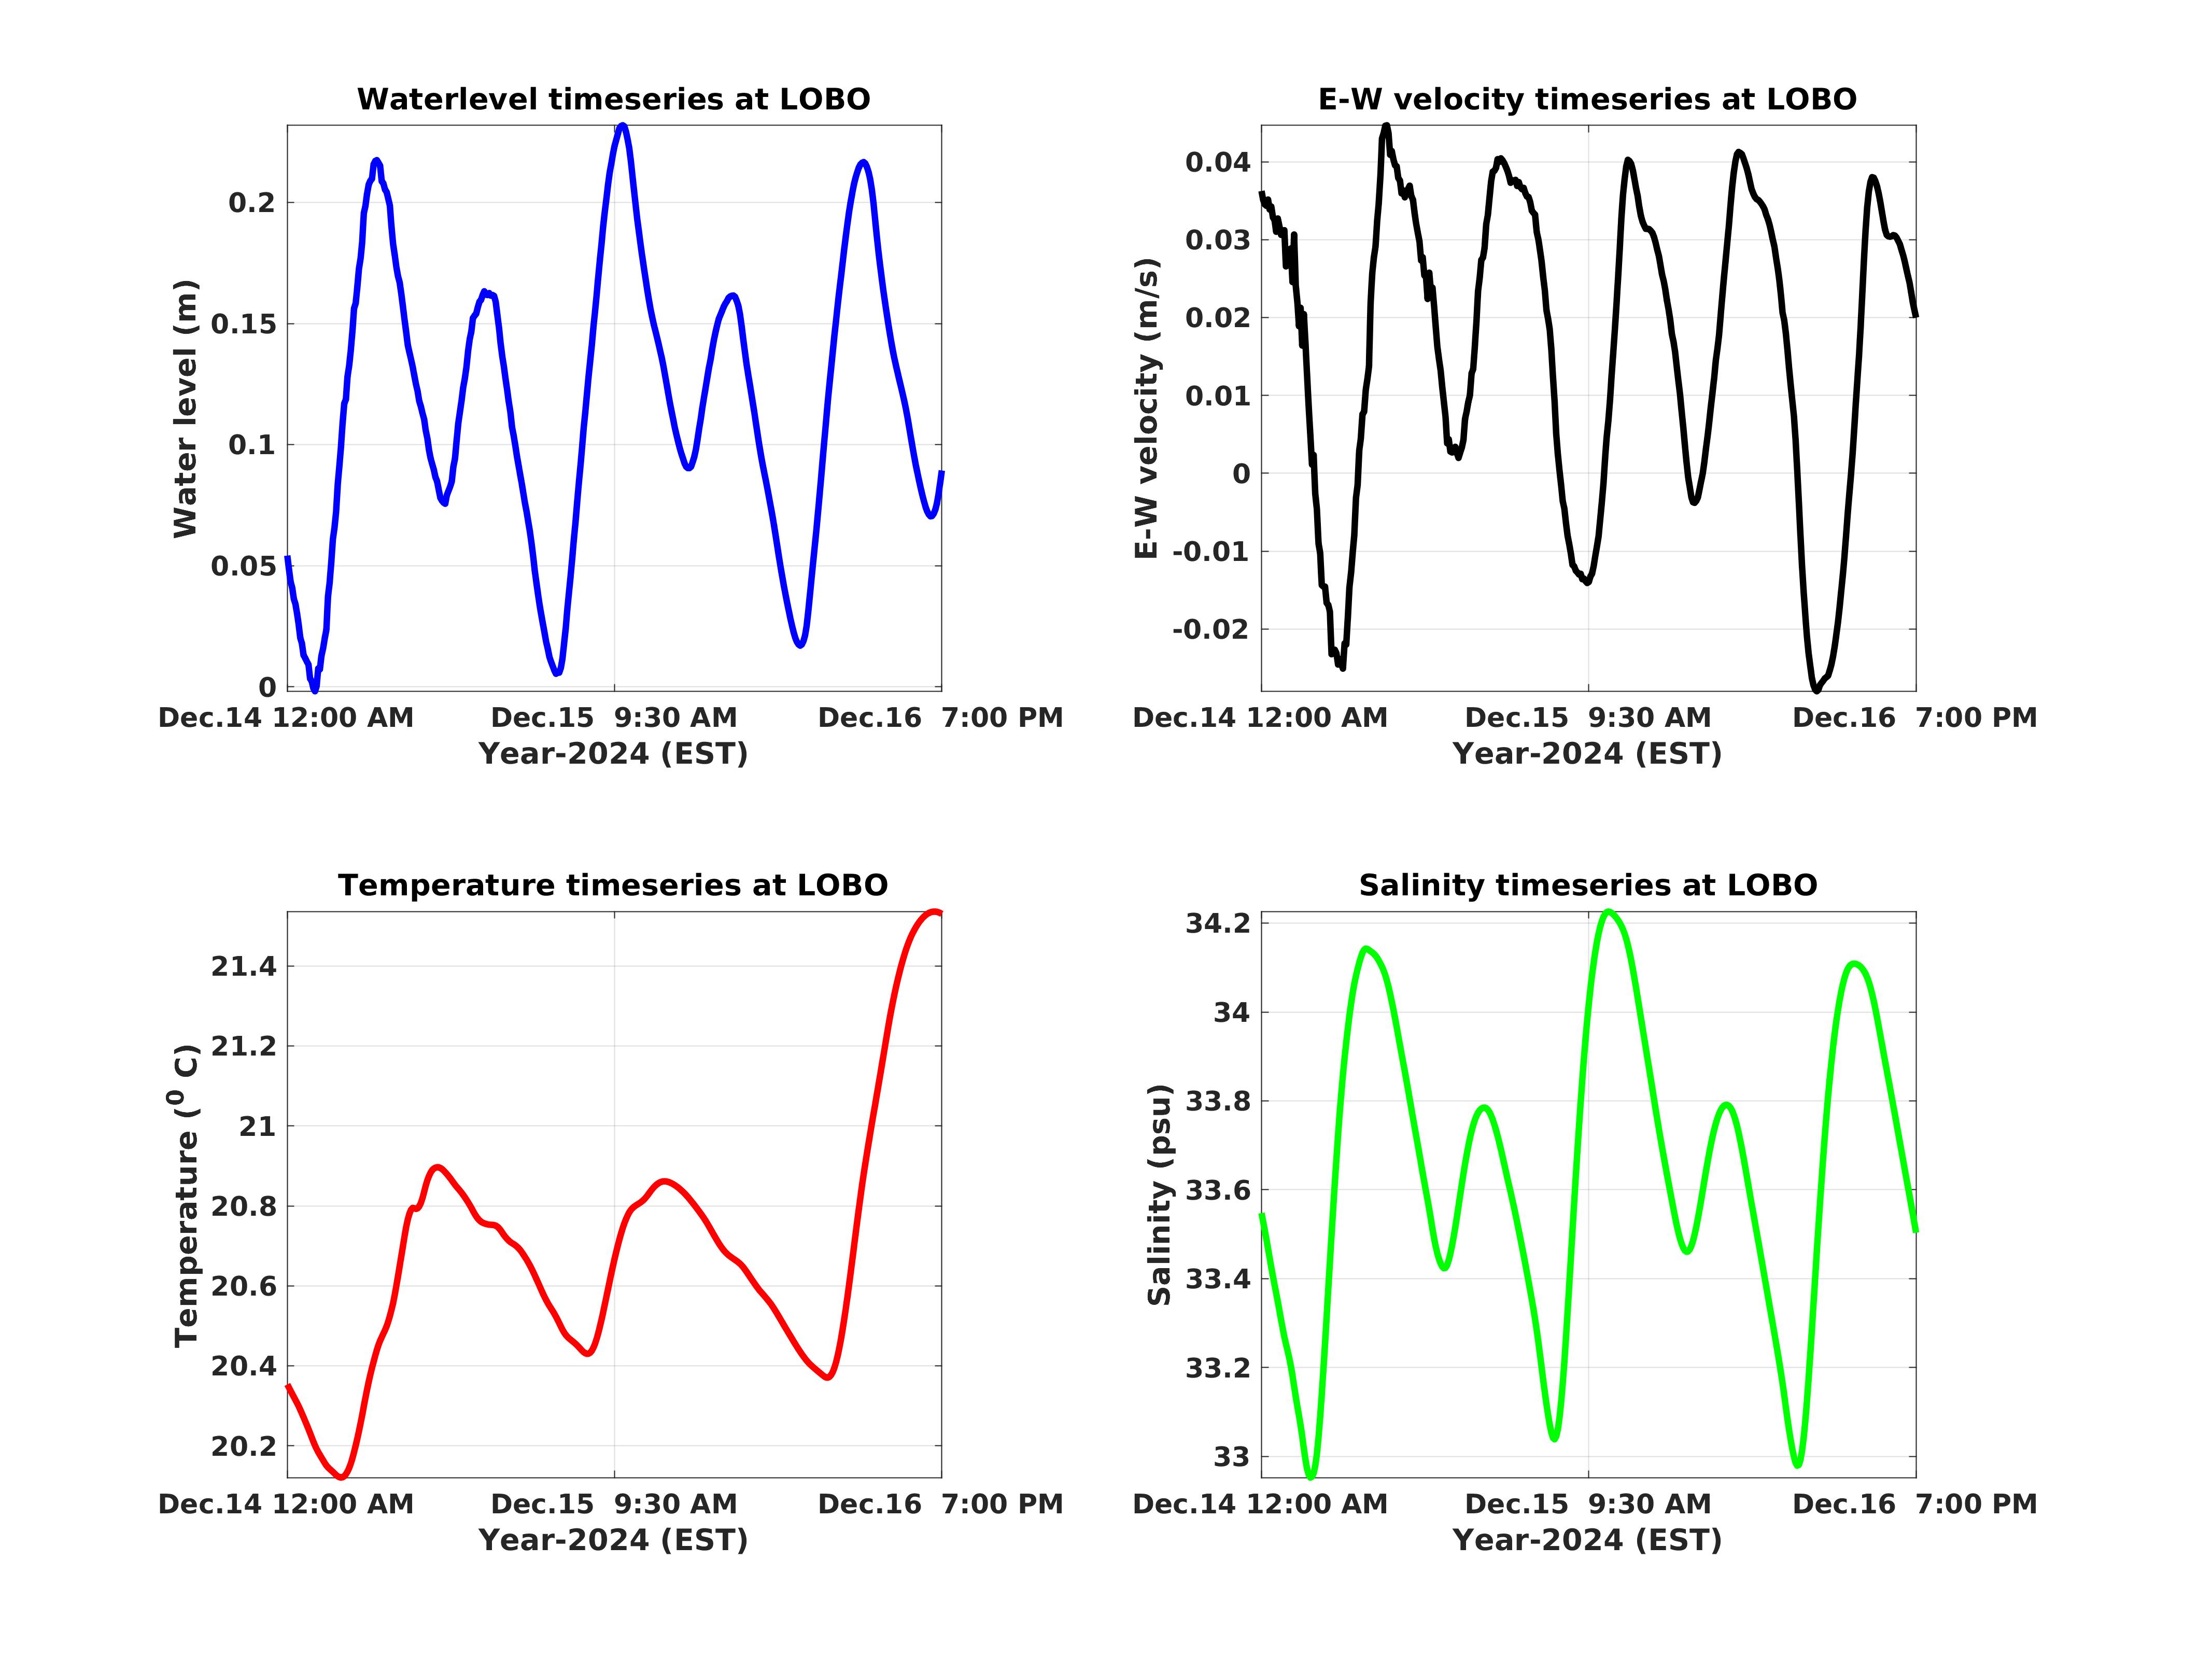 Waterlevel timeseries at LOBO
Water level (m)
0.2
0.15
0.1
0.05
0
Dec.14 12:00 AM Dec.15 9:30 AM Dec.16 7:00 PM
Year-2024 (EST)
E-W velocity timeseries at LOBO
E-W velocity (m/s)
0.04
0.03
0.02
0.01
0
-0.01
-0.02
Dec.14 12:00 AM Dec.15 9:30 AM Dec.16 7:00 PM
Year-2024 (EST)
Temperature timeseries at LOBO
Temperature (⁰ C)
21.4
21.2
21
20.8
20.6
20.4
20.2
Dec.14 12:00 AM Dec.15 9:30 AM Dec.16 7:00 PM
Year-2024 (EST)
Salinity timeseries at LOBO
Salinity (psu)
34.2
34
33.8
33.6
33.4
33.2
33
Dec.14 12:00 AM Dec.15 9:30 AM Dec.16 7:00 PM
Year-2024 (EST)